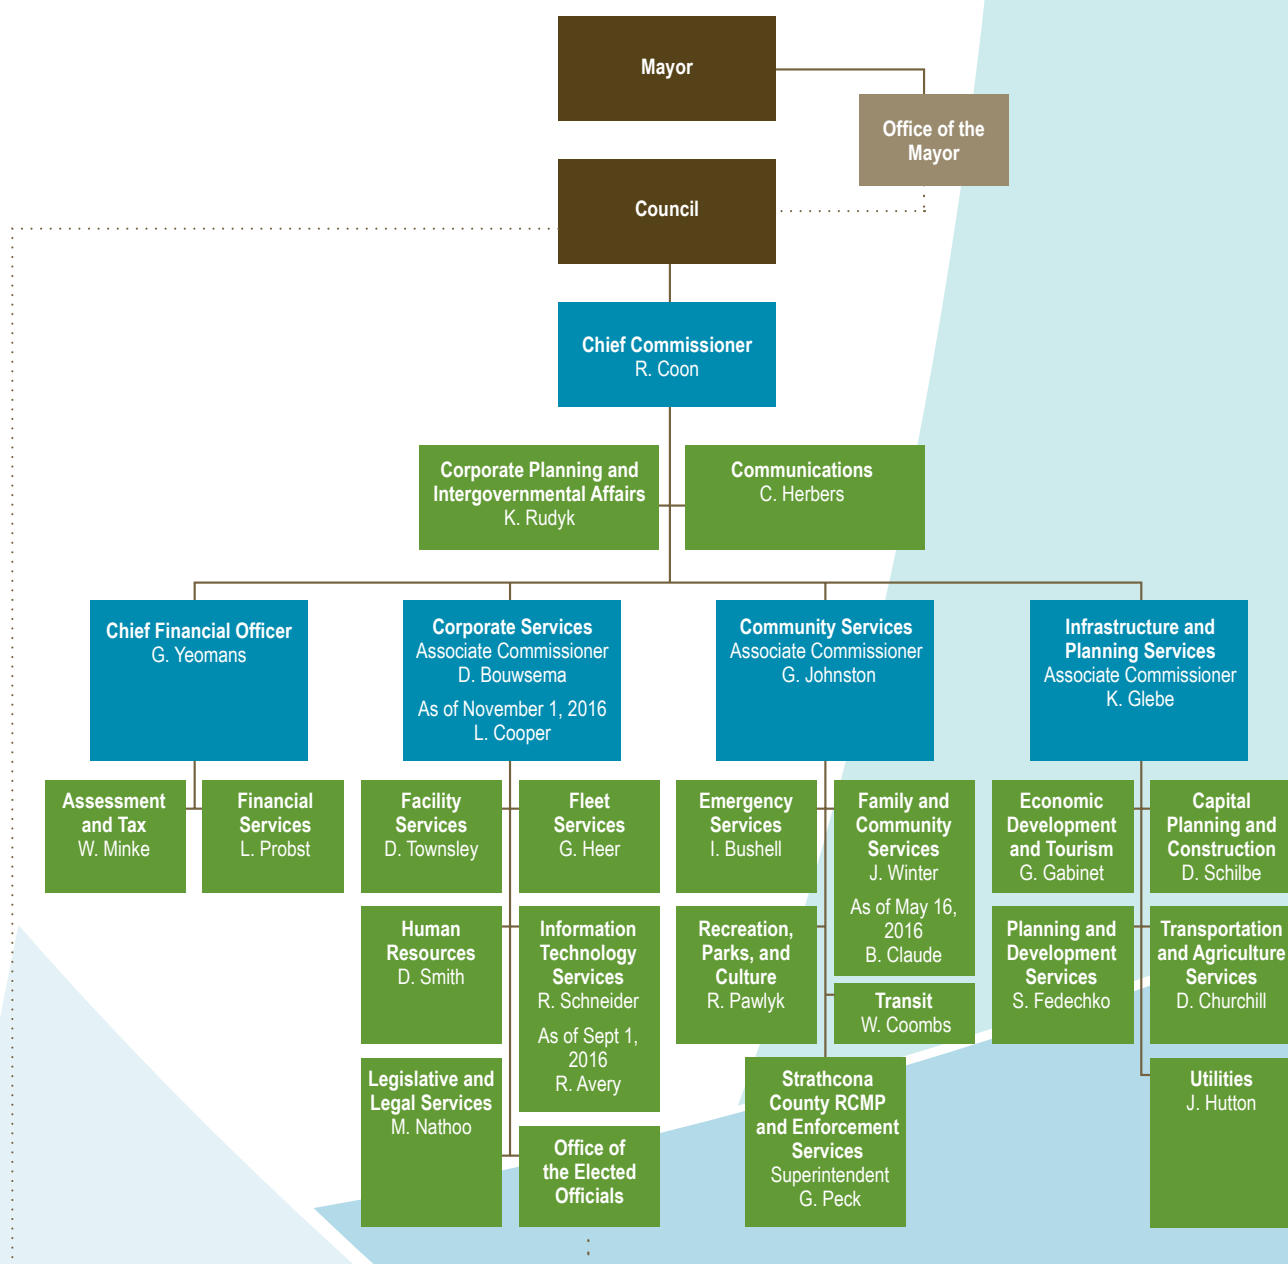 Mayor
Office of the
Mayor
Council
Chief Commissioner
R. Coon
Corporate Planning and
Intergovernmental Affairs
K. Rudyk
Communications
C. Herbers
Chief Financial Officer
G. Yeomans
Corporate Services
Associate Commissioner
D. Bouwsema
As of November 1, 2016
L. Cooper
Community Services
Associate Commissioner
G. Johnston
Infrastructure and
Planning Services
Associate Commissioner
K. Glebe
Assessment
and Tax
W. Minke
Financial
Services
L. Probst
Facility
Services
D. Townsley
Fleet
Services
G. Heer
Human
Resources
D. Smith
Information
Technology
Services
R. Schneider
As of Sept 1,
2016
R. Avery
Legislative and
Legal Services
M. Nathoo
Office of
the Elected
Officials
Emergency
Services
I. Bushell
Family and
Community
Services
J. Winter
As of May 16,
2016
B. Claude
Recreation,
Parks, and
Culture
R. Pawlyk
Transit
W. Coombs
Strathcona
County RCMP
and Enforcement
Services
Superintendent
G. Peck
Economic
Development
and Tourism
G. Gabinet
Capital
Planning and
Construction
D. Schilbe
Planning and
Development
Services
S. Fedechko
Transportation
and Agriculture
Services
D. Churchill
Utilities
J. Hutton